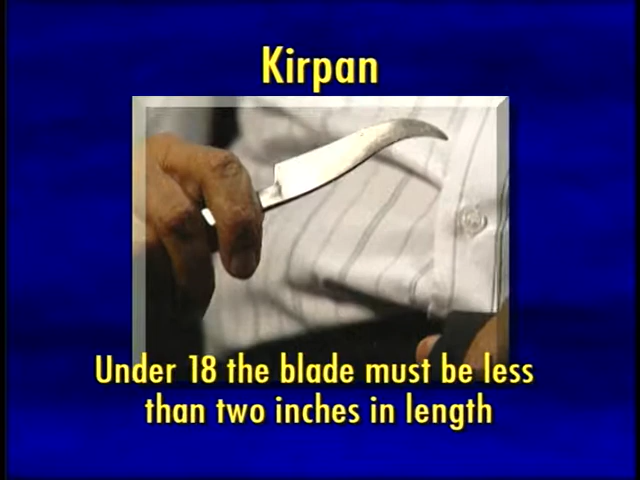 Kirpan
Under 18 the blade must be less
than two inches in length